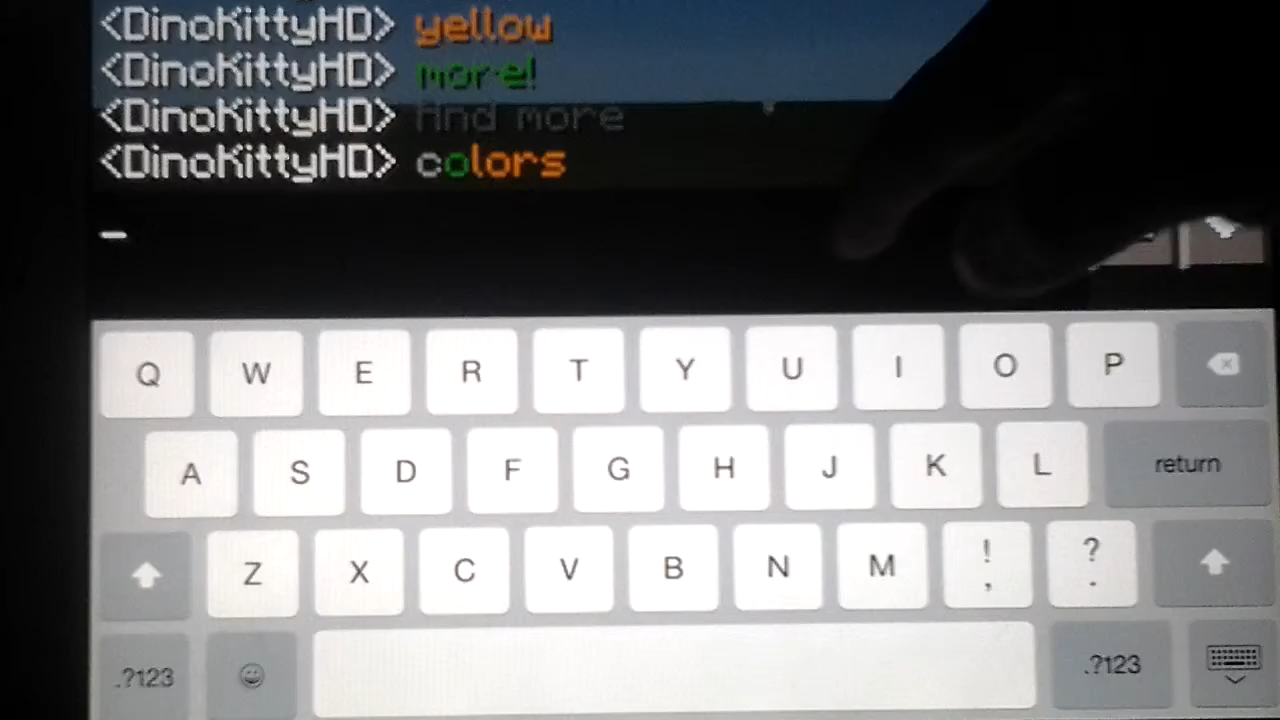 <DinoKittyHD> yellow
<DinoKittyHD> more!
<DinoKittyHD> And more
<DinoKittyHD> colors
Q W E R T Y U I O P
A S D F G H J K L return
Z X C V B N M ! , ? .
.?123 .?123